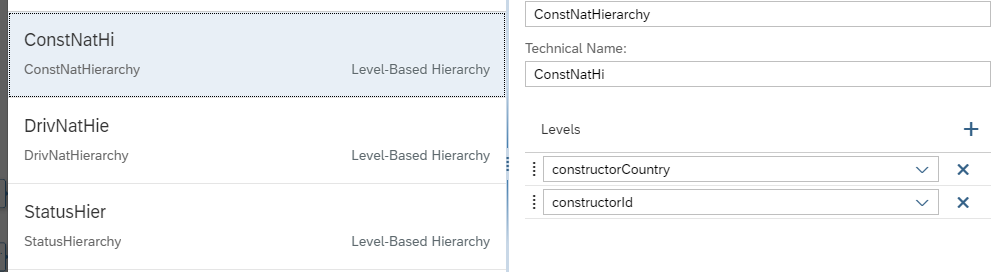 ConstNatHi
ConstNatHierarchy Level-Based Hierarchy
DrivNatHie
DrivNatHierarchy Level-Based Hierarchy
StatusHier
StatusHierarchy Level-Based Hierarchy
ConstNatHierarchy
Technical Name:
ConstNatHi
Levels
constructorCountry
constructorId